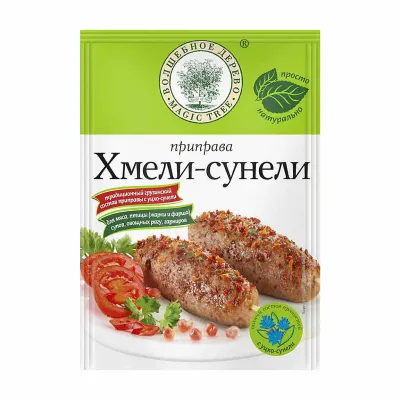 ВОЛШЕБНОЕ ДЕРЕВО
®
MAGIC TREE
просто
натурально
приправа
Хмели-сунели
традиционный грузинский
состав приправы с уцхо-сунели
для мяса, птицы (жарки и фарша)
супов, овощных рагу, гарниров
с уцхо-сунели